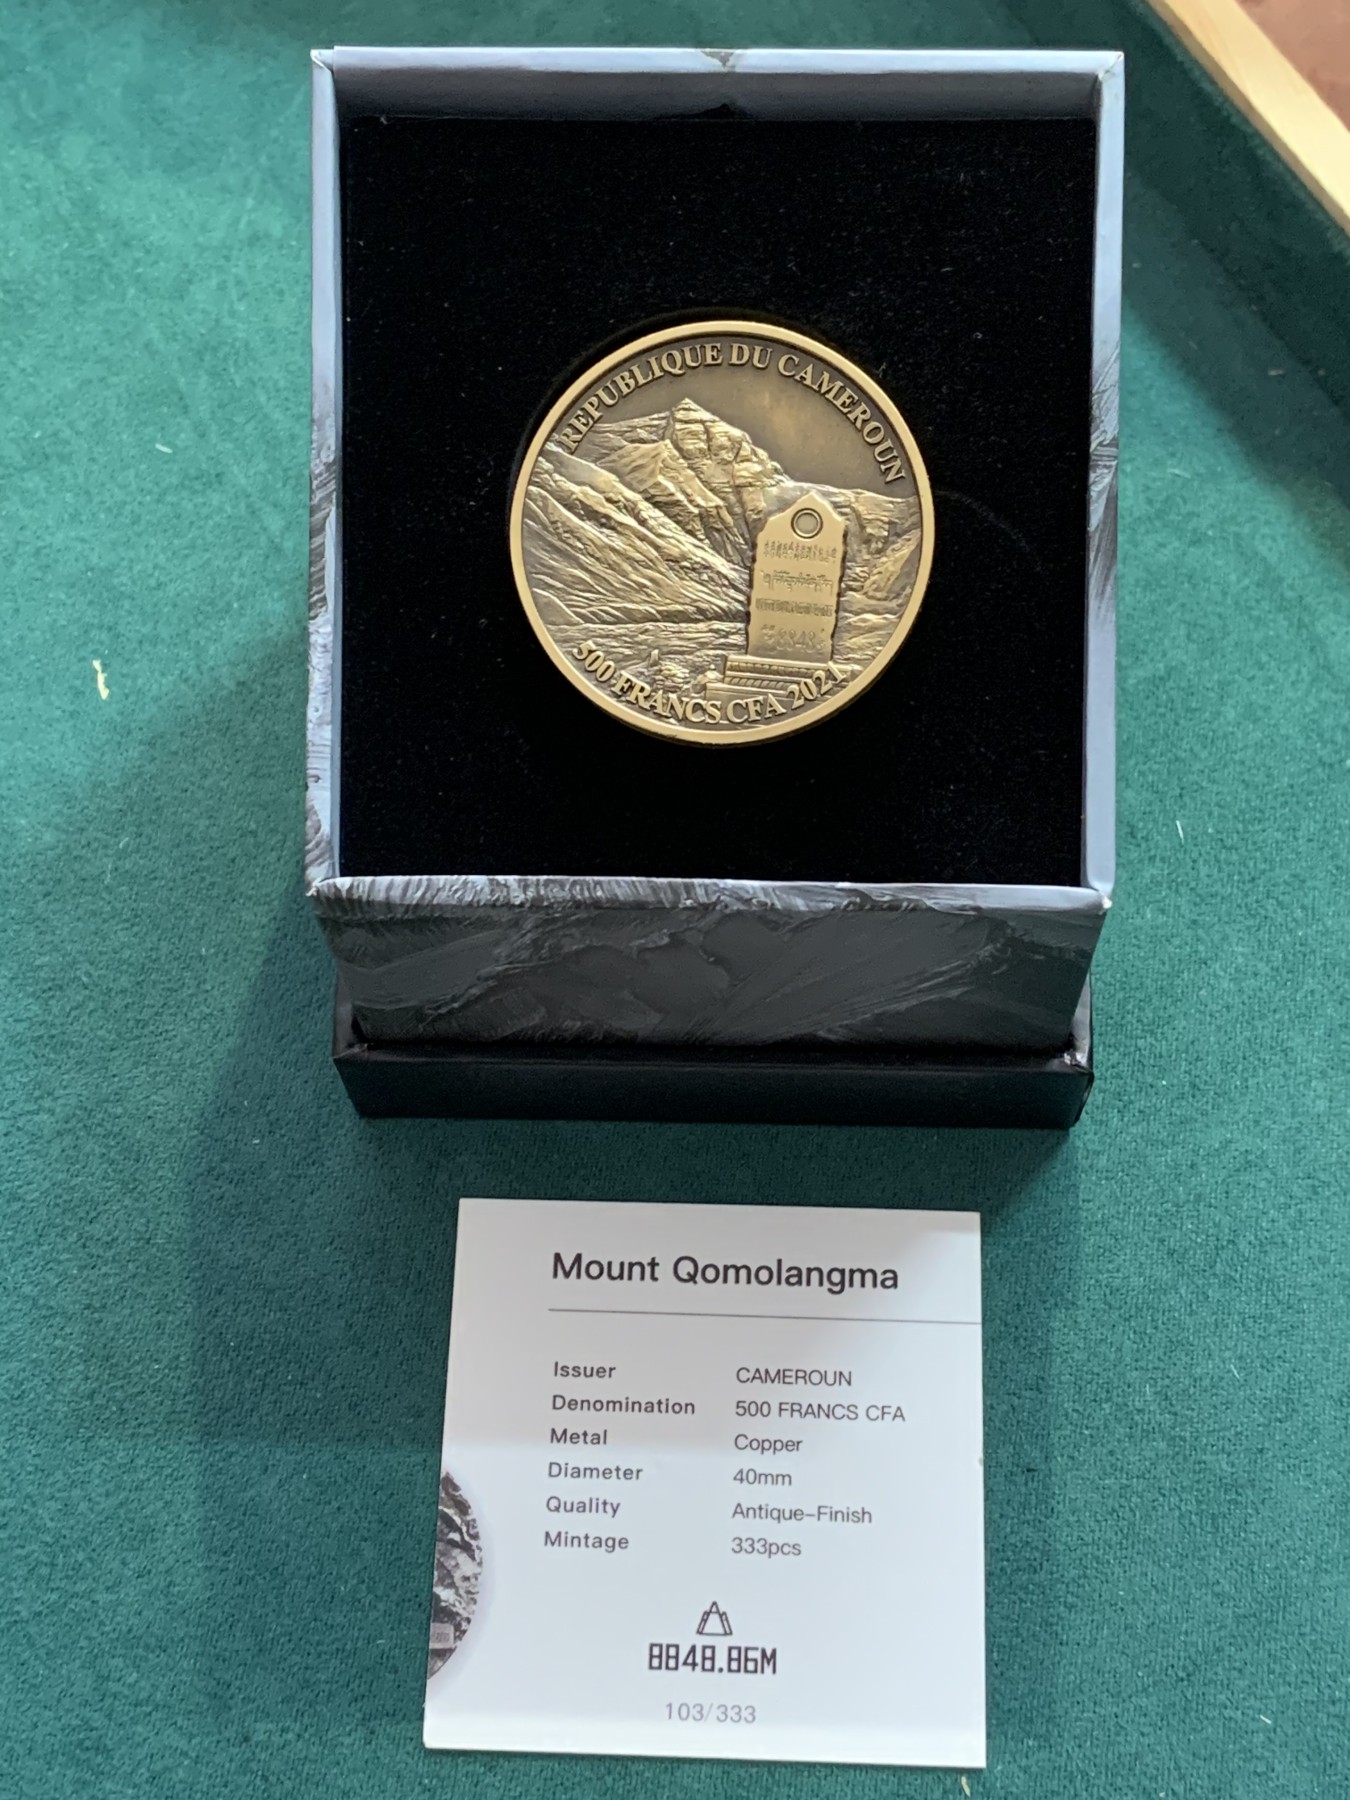 REPUBLIQUE DU CAMEROUN
8848
500 FRANCS CFA 2021
Mount Qomolangma
Issuer CAMEROUN
Denomination 500 FRANCS CFA
Metal Copper
Diameter 40mm
Quality Antique-Finish
Mintage 333pcs
8848.86M
103/333